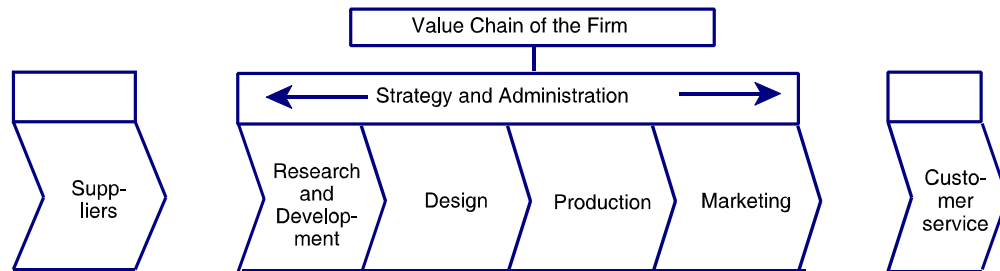 Value Chain of the Firm
Strategy and Administration
Supp-
liers
Research
and
Develop-
ment
Design
Production
Marketing
Custo-
mer
service